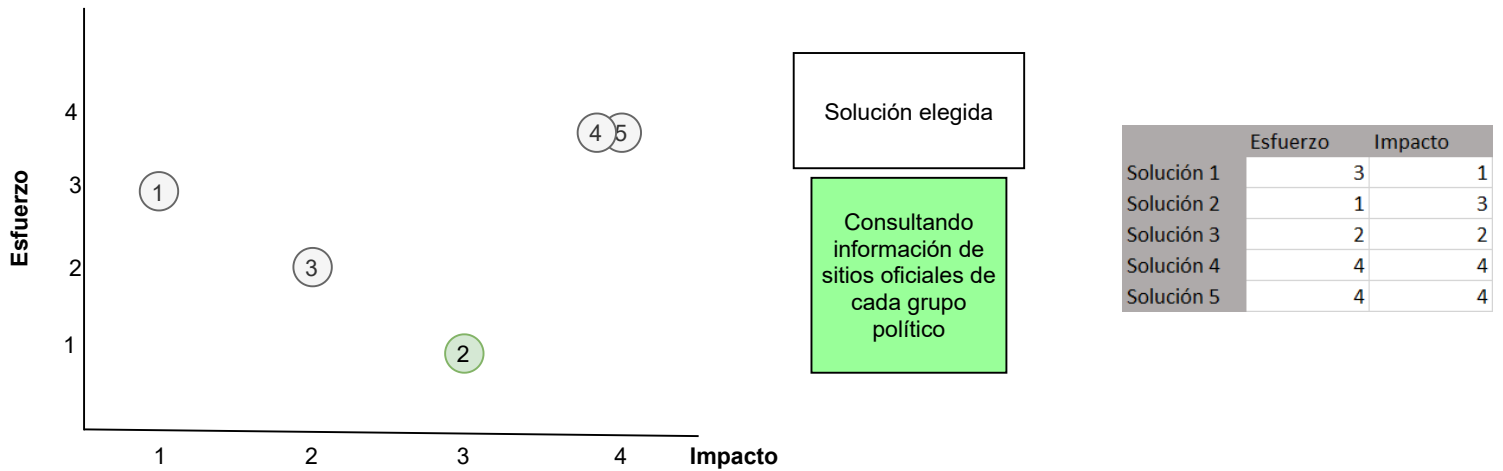 Esfuerzo
4
3
2
1
1
3
2
4
5
1
2
3
4
Impacto
Solución elegida
Consultando
información de
sitios oficiales de
cada grupo
político
Esfuerzo Impacto
Solución 1 3 1
Solución 2 1 3
Solución 3 2 2
Solución 4 4 4
Solución 5 4 4